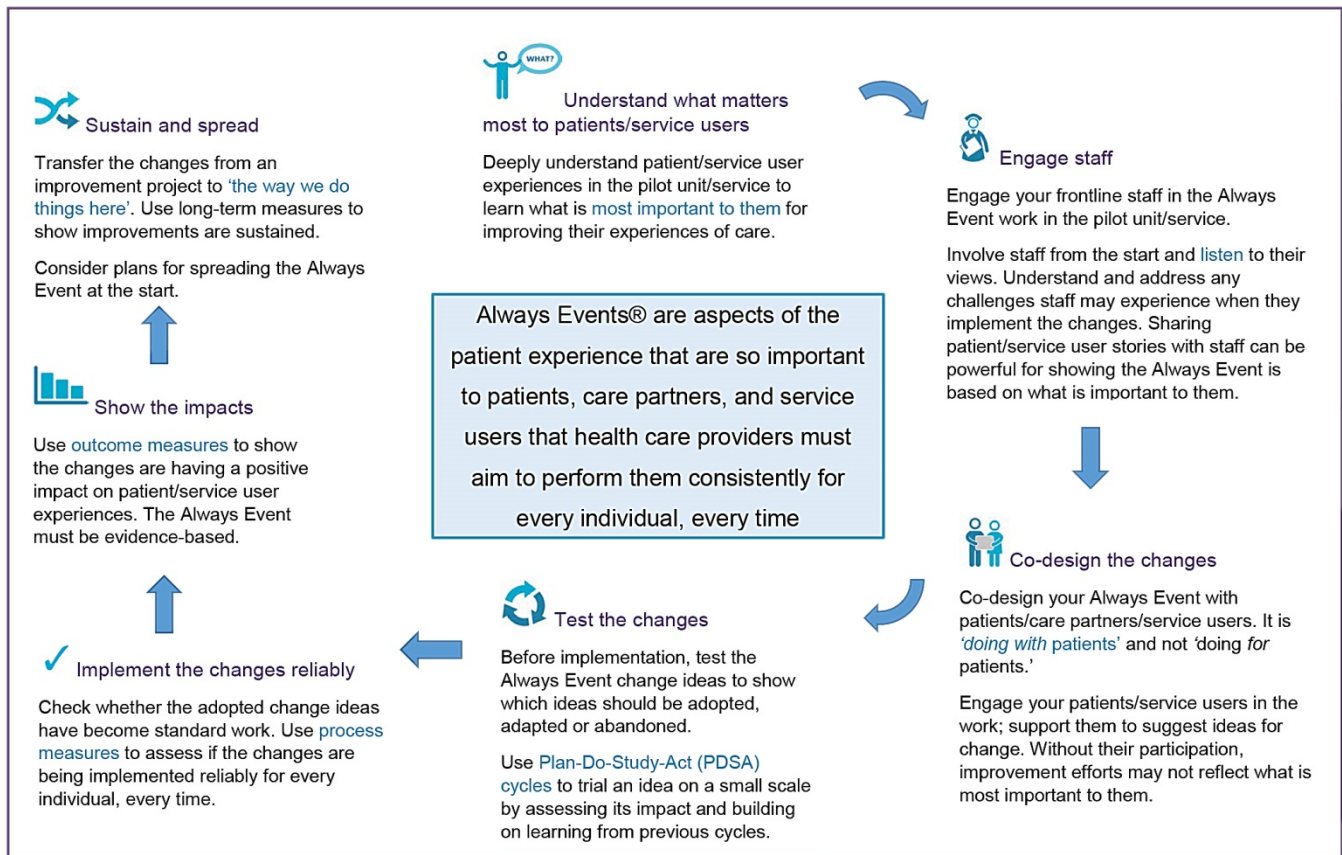 WHAT?
Understand what matters
most to patients/service users
Deeply understand patient/service user
experiences in the pilot unit/service to
learn what is most important to them for
improving their experiences of care.
Engage staff
Engage your frontline staff in the Always
Event work in the pilot unit/service.
Involve staff from the start and listen to their
views. Understand and address any
challenges staff may experience when they
implement the changes. Sharing
patient/service user stories with staff can be
powerful for showing the Always Event is
based on what is important to them.
Co-design the changes
Co-design your Always Event with
patients/care partners/service users. It is
‘doing with patients’ and not ‘doing for
patients.’
Engage your patients/service users in the
work; support them to suggest ideas for
change. Without their participation,
improvement efforts may not reflect what is
most important to them.
Test the changes
Before implementation, test the
Always Event change ideas to show
which ideas should be adopted,
adapted or abandoned.
Use Plan-Do-Study-Act (PDSA)
cycles to trial an idea on a small scale
by assessing its impact and building
on learning from previous cycles.
Implement the changes reliably
Check whether the adopted change ideas
have become standard work. Use process
measures to assess if the changes are
being implemented reliably for every
individual, every time.
Show the impacts
Use outcome measures to show
the changes are having a positive
impact on patient/service user
experiences. The Always Event
must be evidence-based.
Sustain and spread
Transfer the changes from an
improvement project to ‘the way we do
things here’. Use long-term measures to
show improvements are sustained.
Consider plans for spreading the Always
Event at the start.
Always Events® are aspects of the
patient experience that are so important
to patients, care partners, and service
users that health care providers must
aim to perform them consistently for
every individual, every time